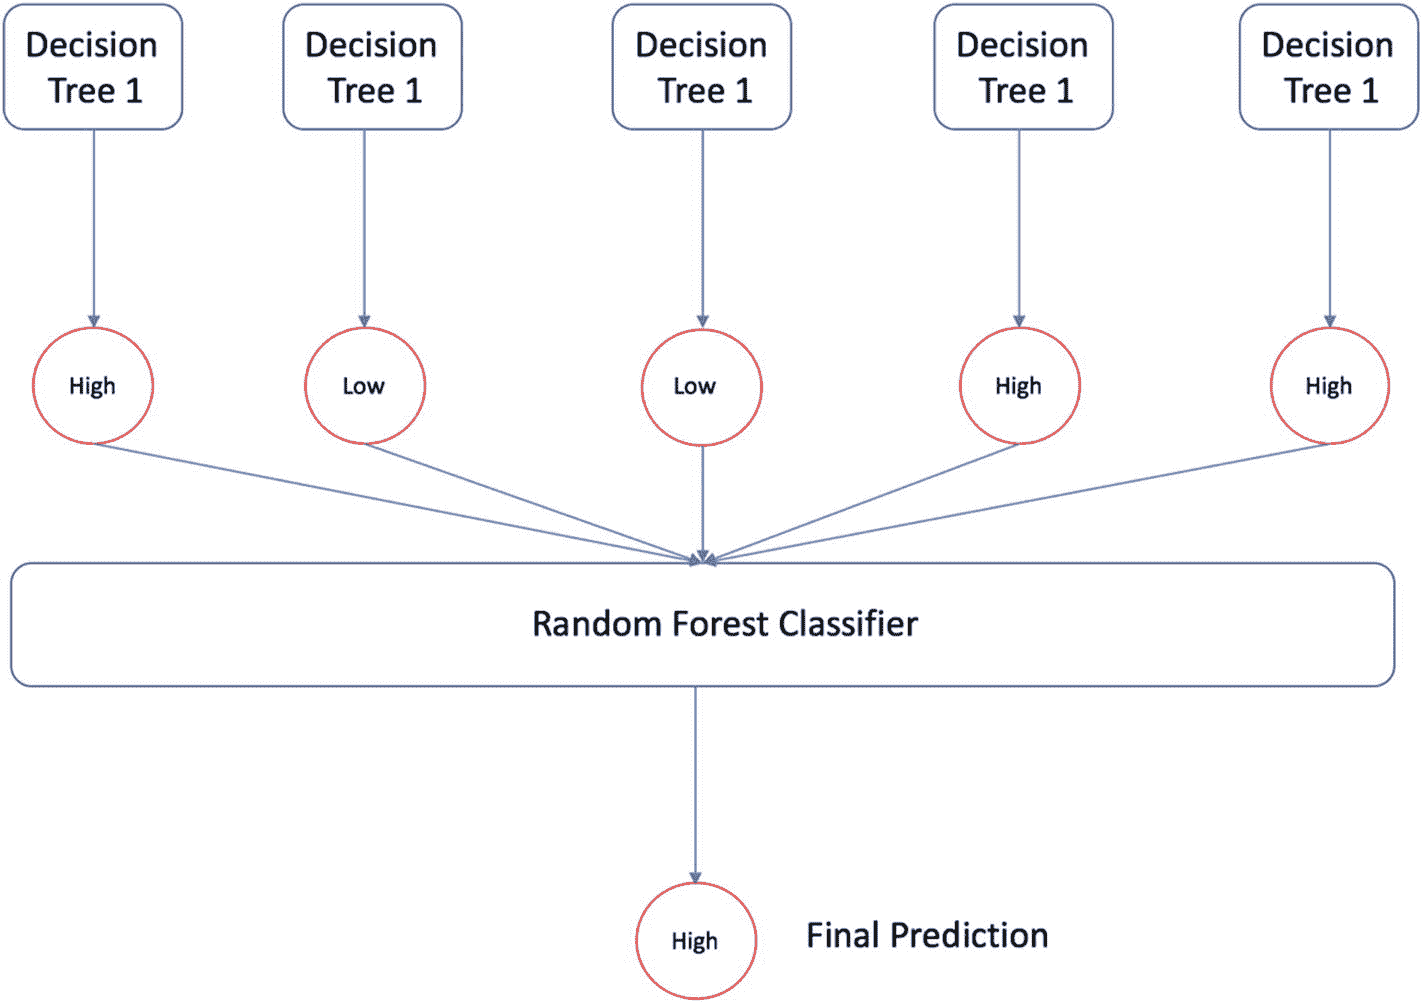 Decision
Tree 1
Decision
Tree 1
Decision
Tree 1
Decision
Tree 1
Decision
Tree 1
High
Low
Low
High
High
Random Forest Classifier
High
Final Prediction